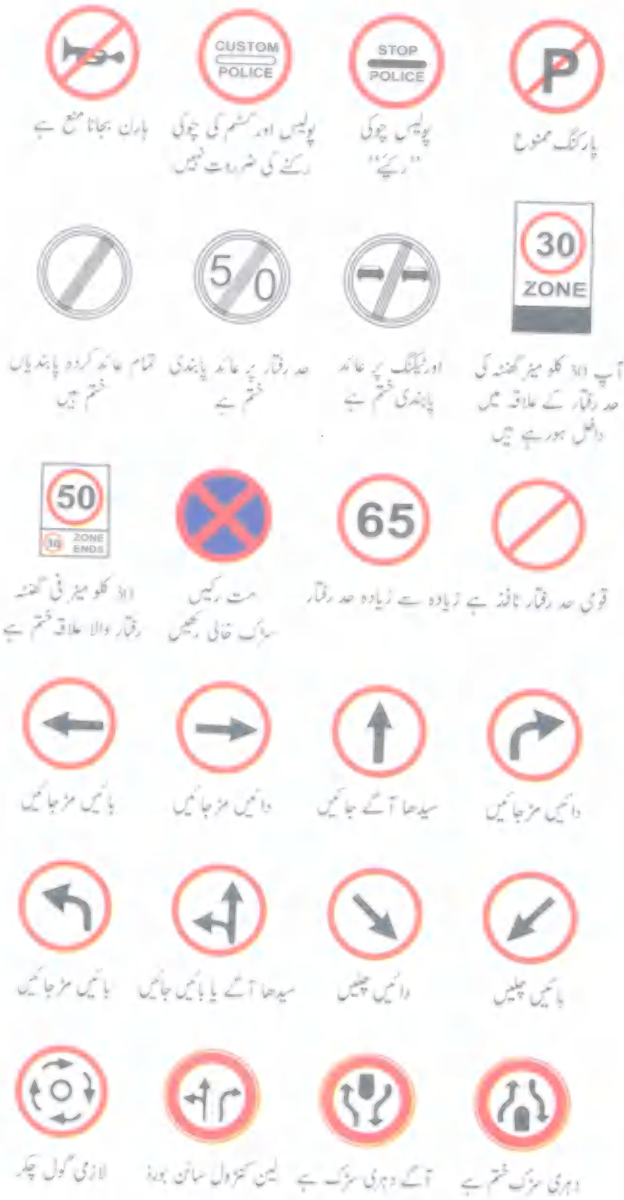 P
پارکنگ ممنوع
STOP
POLICE
پولیس چوکی
"رکیئے"
CUSTOM
POLICE
پولیس اور کسٹم کی چوکی
رکنے کی ضرورت نہیں
ہارن بجانا منع ہے
30
ZONE
آپ 30 کلو میٹر گھنٹہ کی
حد رفتار کے علاقہ میں
داخل ہو رہے ہیں
اورٹیکنگ پر عائد
پابندی ختم ہے
50
حد رفتار پر عائد پابندی
ختم ہے
تمام عائد کردہ پابندیاں
ختم ہیں
قومی حد رفتار نافذ ہے
65
زیادہ سے زیادہ حد رفتار
مت رکیں
سڑک خالی رکھیں
50
30 ZONE
ENDS
30 کلو میٹر فی گھنٹہ
رفتار والا علاقہ ختم ہے
دائیں مڑ جائیں
سیدھا آگے جائیں
دائیں مڑ جائیں
بائیں مڑ جائیں
بائیں چلیں
دائیں چلیں
سیدھا آگے یا بائیں جائیں
بائیں مڑ جائیں
دہری سڑک ختم ہے
آگے دہری سڑک ہے
لین کنٹرول سائن بورڈ
لازمی گول چکر